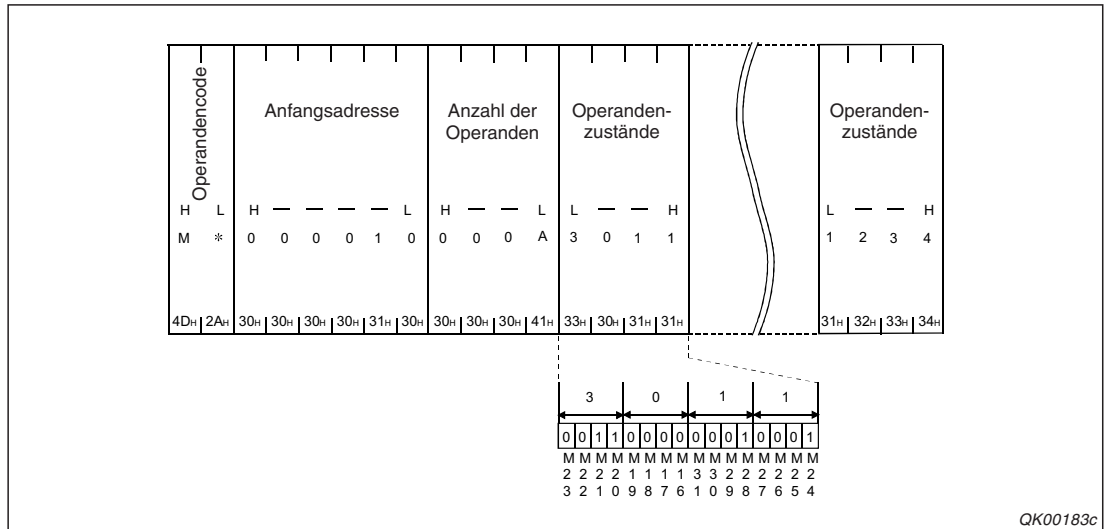 Operandencode
Anfangsadresse
Anzahl der
Operanden
Operanden-
zustände
Operanden-
zustände
H L H — — — — L H — — L L — — H L — — H
M * 0 0 0 0 1 0 0 0 0 A 3 0 1 1 1 2 3 4
4DH 2AH 30H 30H 30H 30H 31H 30H 30H 30H 30H 41H 33H 30H 31H 31H 31H 32H 33H 34H
3 0 1 1
0 0 1 1 0 0 0 0 0 0 0 1 0 0 0 1
M M M M M M M M M M M M M M M M
2 2 2 2 1 1 1 1 3 3 2 2 2 2 2 2
3 2 1 0 9 8 7 6 1 0 9 8 7 6 5 4
QK00183c